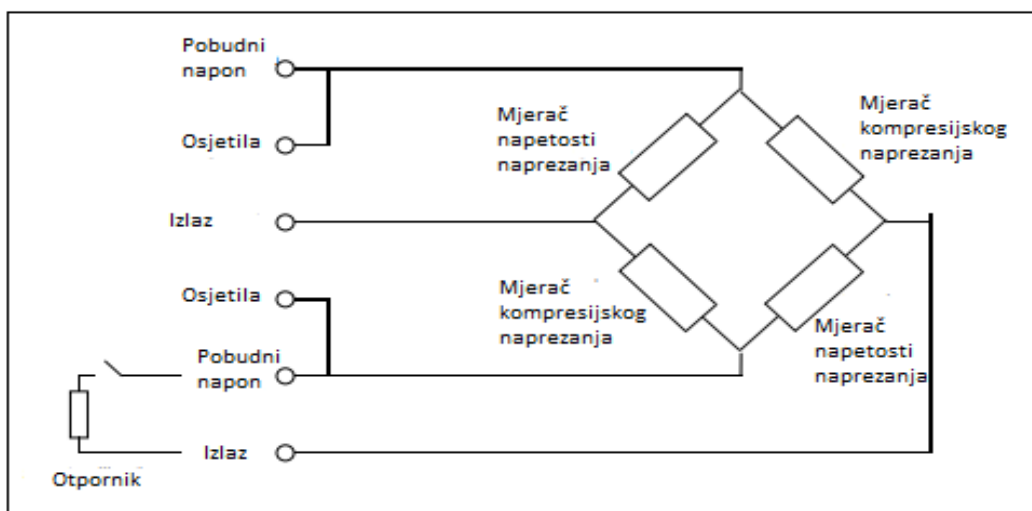 Pobudni
napon
Osjetila
Izlaz
Osjetila
Pobudni
napon
Izlaz
Otpornik
Mjerač
napetosti
naprezanja
Mjerač
kompresijskog
naprezanja
Mjerač
kompresijskog
naprezanja
Mjerač
napetosti
naprezanja